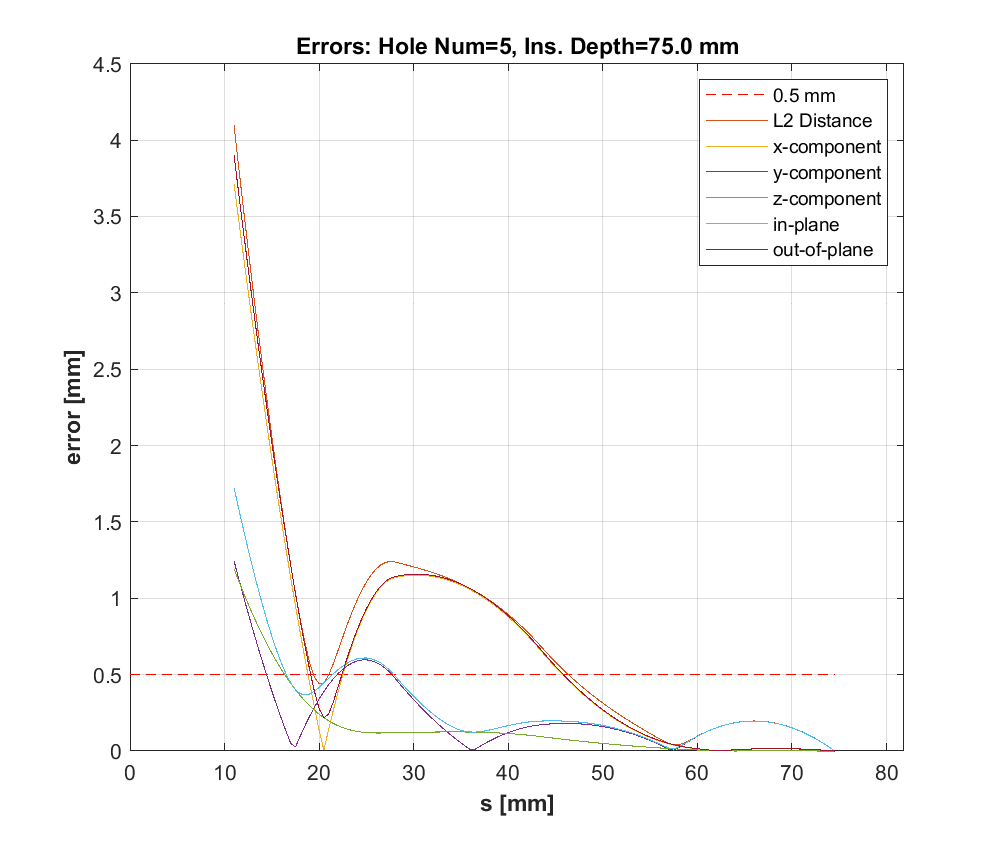 Errors: Hole Num=5, Ins. Depth=75.0 mm
4.5
4
3.5
3
2.5
2
1.5
1
0.5
0
error [mm]
0.5 mm
L2 Distance
x-component
y-component
z-component
in-plane
out-of-plane
0 10 20 30 40 50 60 70 80
s [mm]